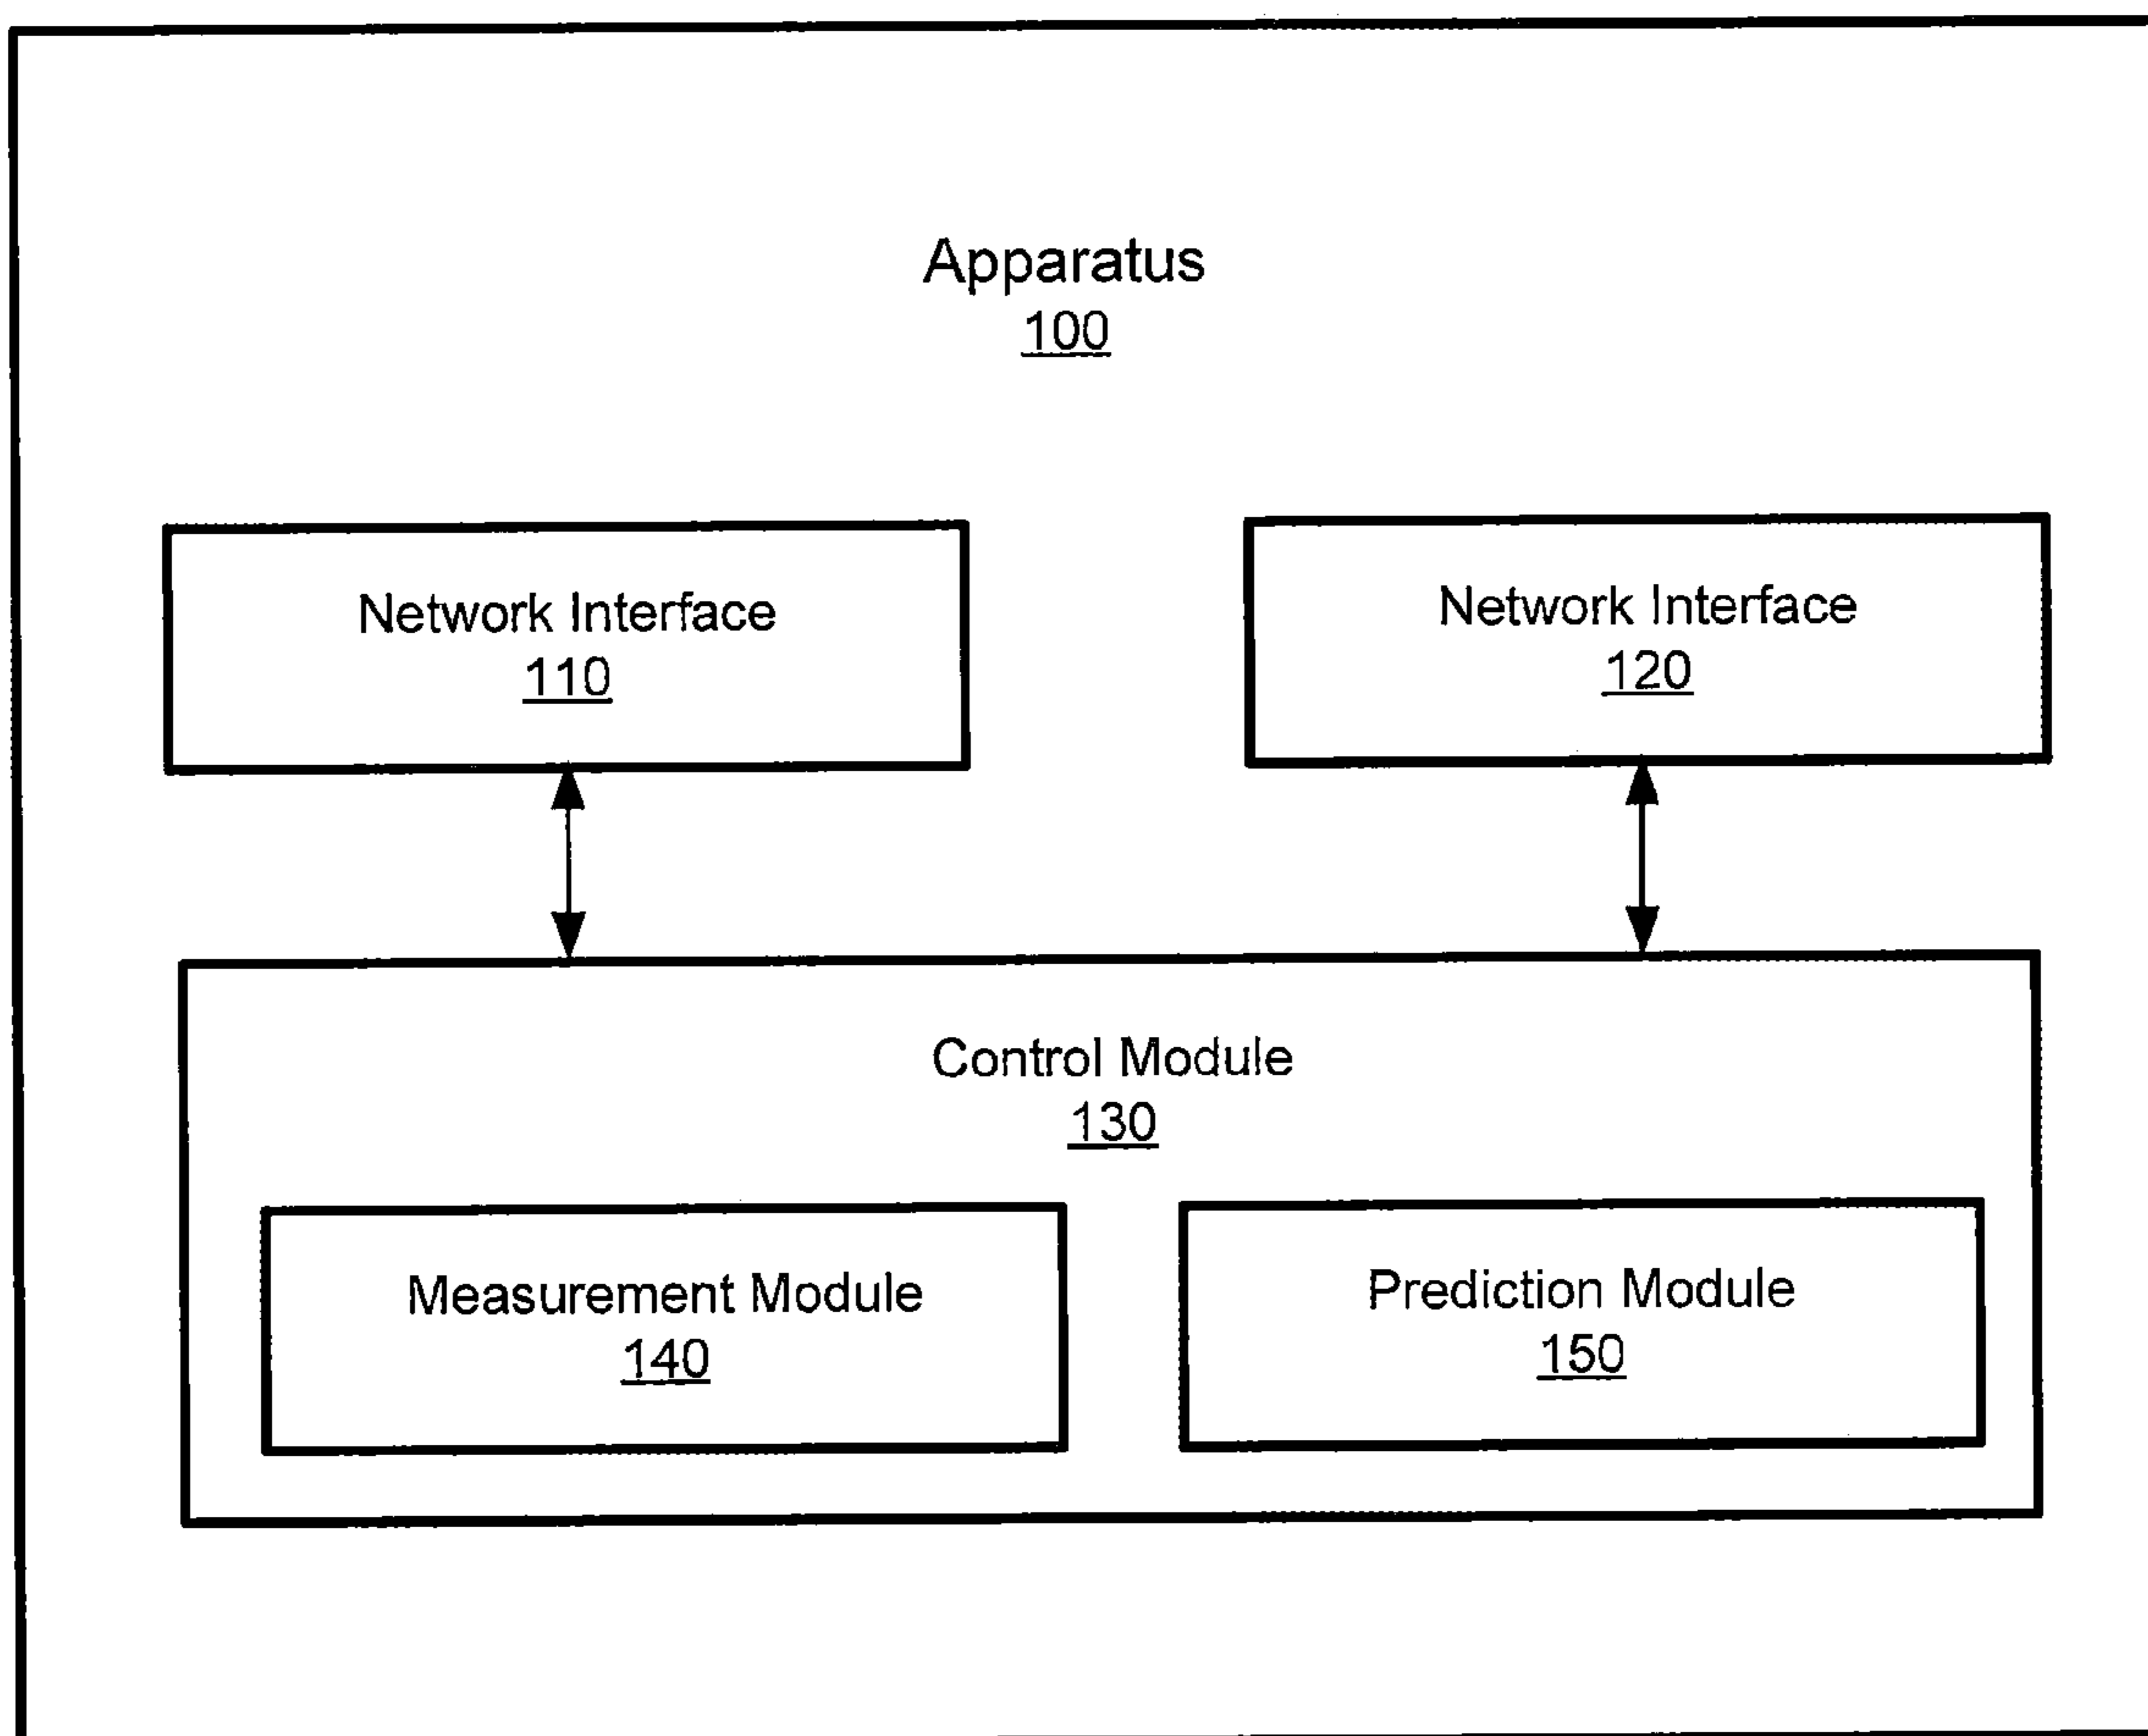 Apparatus
100
Network Interface
110
Network Interface
120
Control Module
130
Measurement Module
140
Prediction Module
150